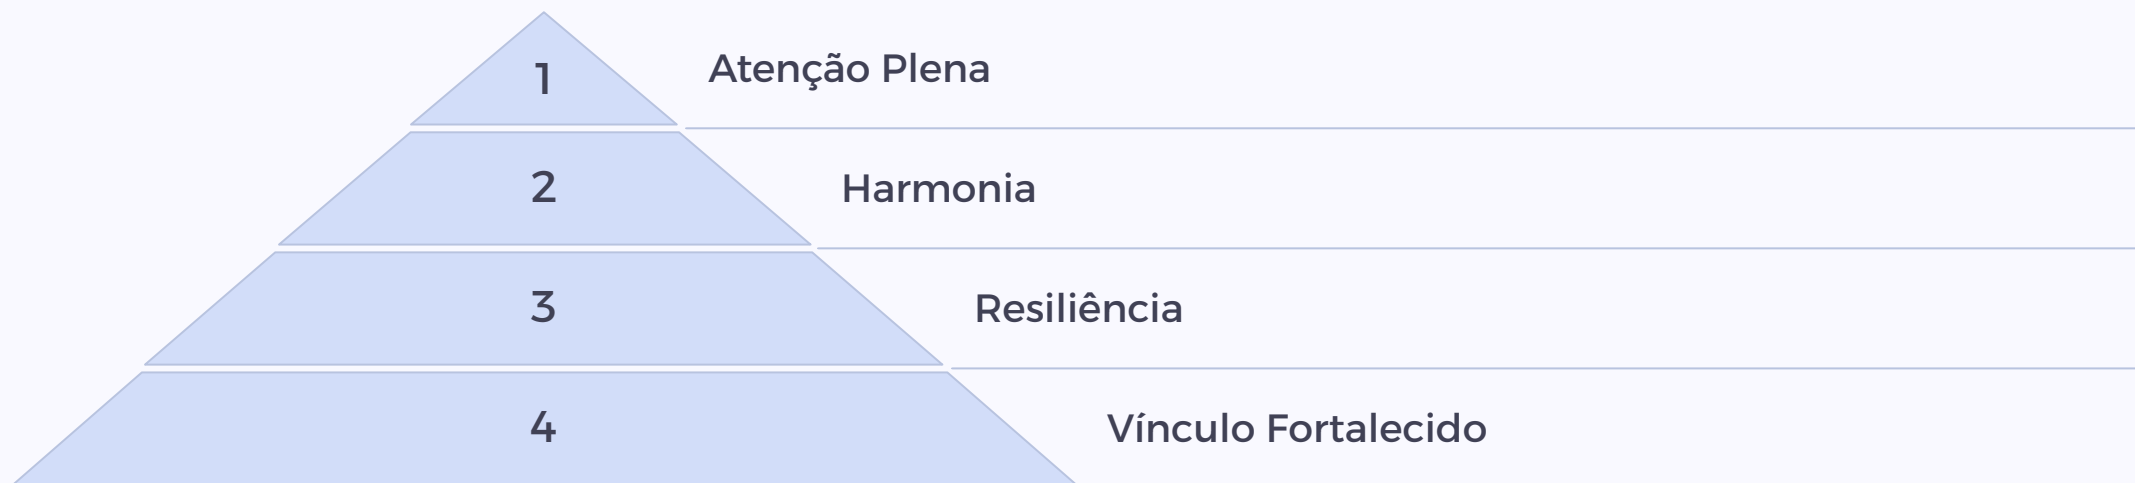 1 Atenção Plena
2 Harmonia
3 Resiliência
4 Vínculo Fortalecido